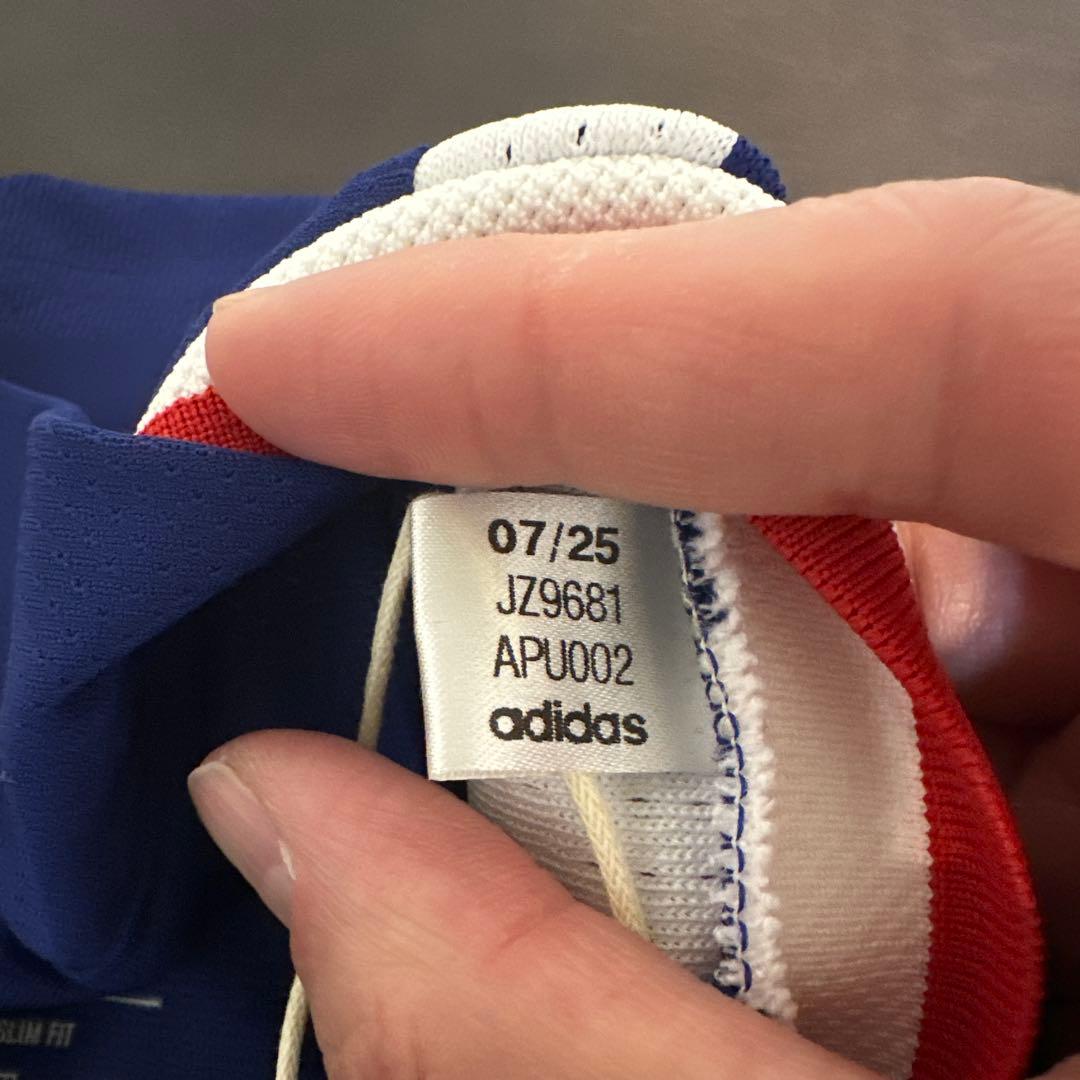 07/25
JZ9681
APU002
adidas
SLIM FIT